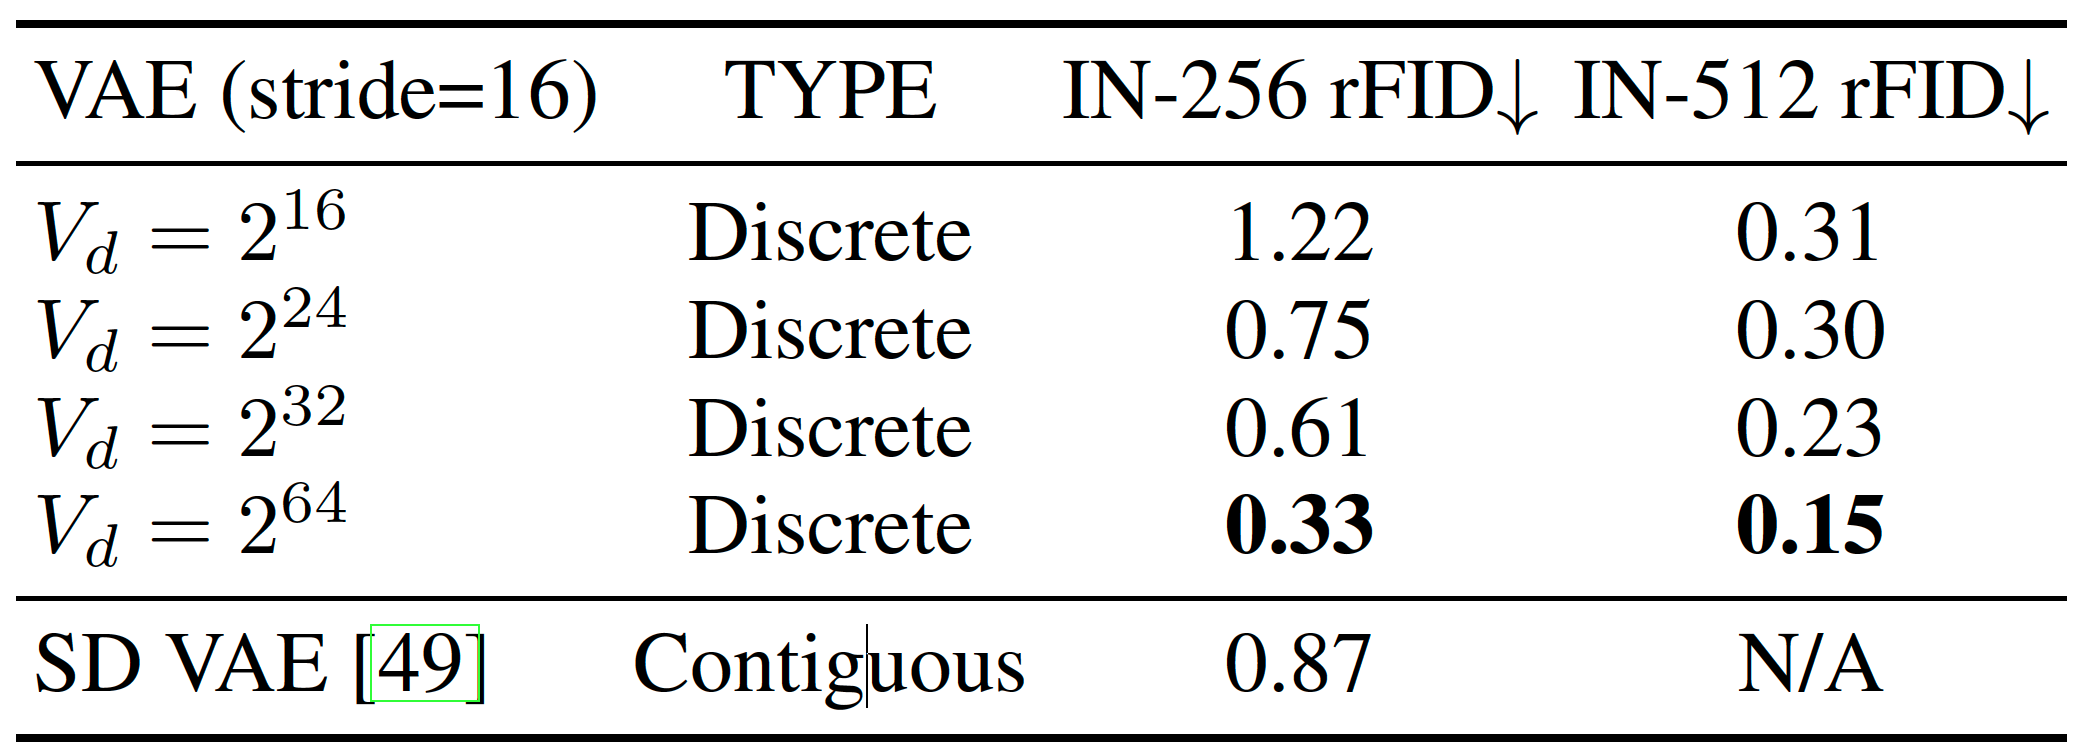 VAE (stride=16) TYPE IN-256 rFID↓ IN-512 rFID↓
V_d = 2^16 Discrete 1.22 0.31
V_d = 2^24 Discrete 0.75 0.30
V_d = 2^32 Discrete 0.61 0.23
V_d = 2^64 Discrete 0.33 0.15
SD VAE [49] Contiguous 0.87 N/A